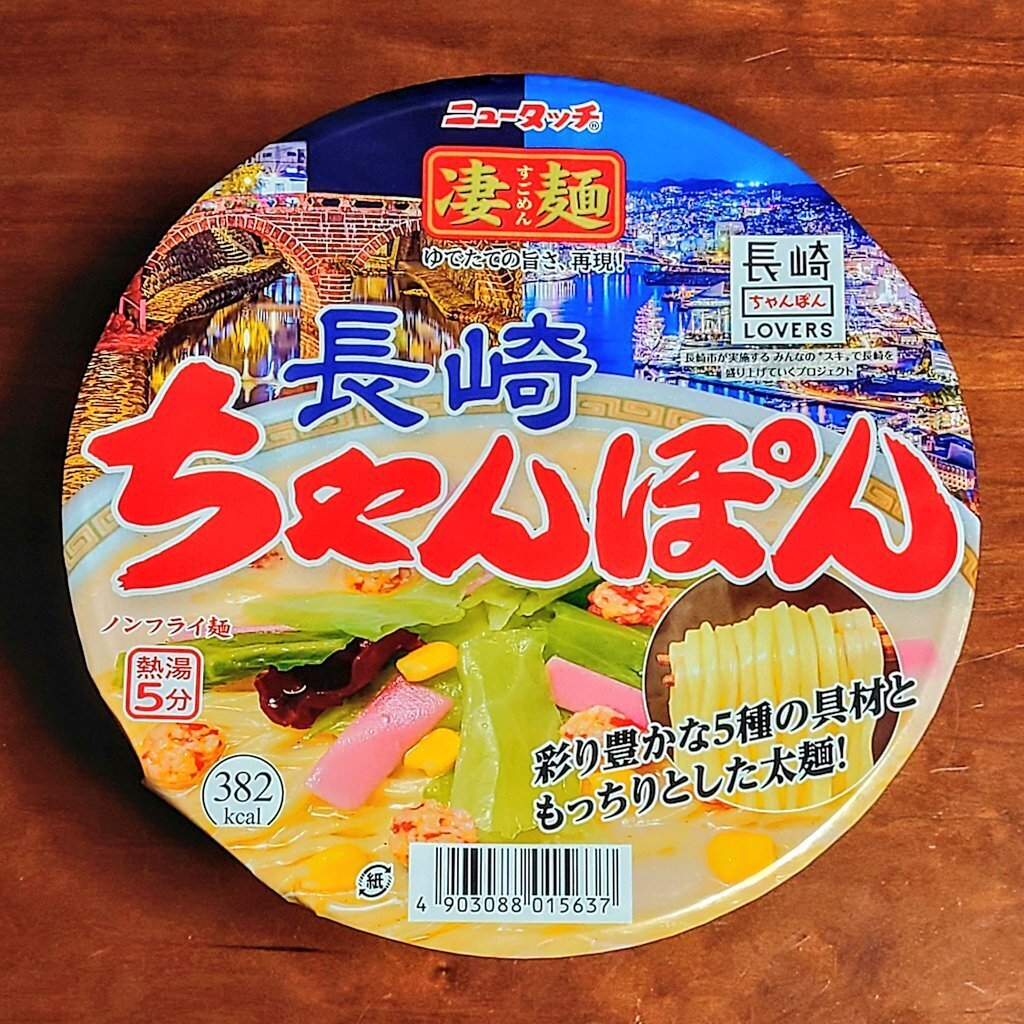 ニュータッチ®
凄麺
すごめん
ゆでたての旨さ、再現!
長崎
ちゃんぽん
LOVERS
長崎市が実施する みんなの"スキ"で長崎を
盛り上げていくプロジェクト
長崎
ちゃんぽん
ノンフライ麺
熱湯
5分
彩り豊かな5種の具材と
もっちりとした太麺!
382
kcal
紙
4 903088 015637